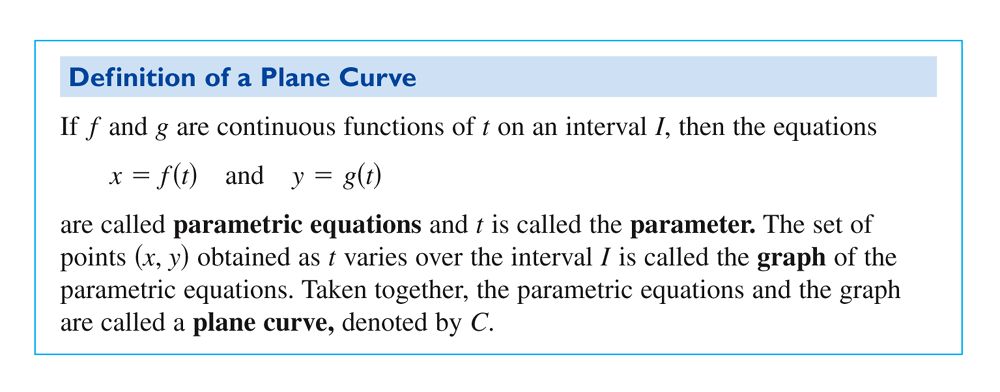 Definition of a Plane Curve
If f and g are continuous functions of t on an interval I, then the equations
x = f(t) and y = g(t)
are called parametric equations and t is called the parameter. The set of
points (x, y) obtained as t varies over the interval I is called the graph of the
parametric equations. Taken together, the parametric equations and the graph
are called a plane curve, denoted by C.